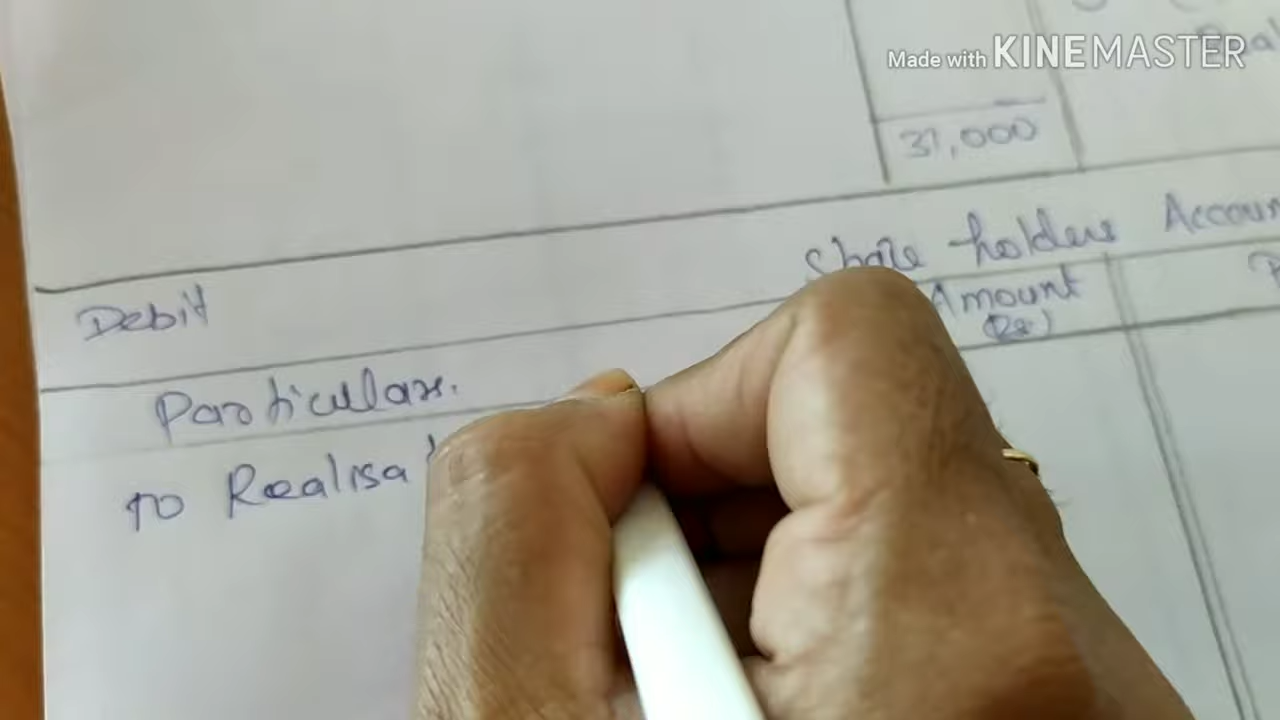 Made with KINEMASTER
31,000
Share holders Accoun
Debit
Amount
(Rs)
Particulars.
To Realisa